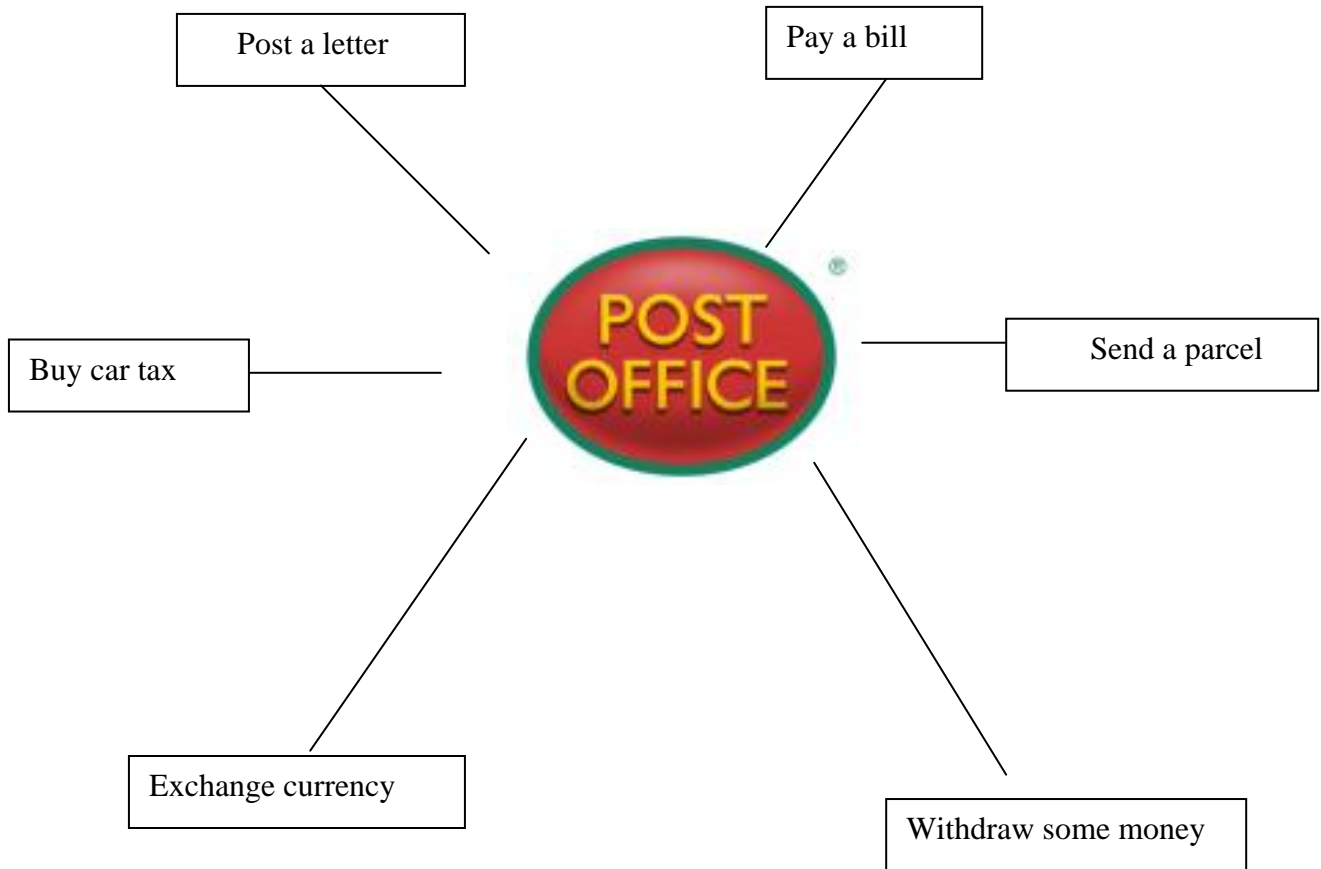 Post a letter
Pay a bill
POST
OFFICE
®
Buy car tax
Send a parcel
Exchange currency
Withdraw some money